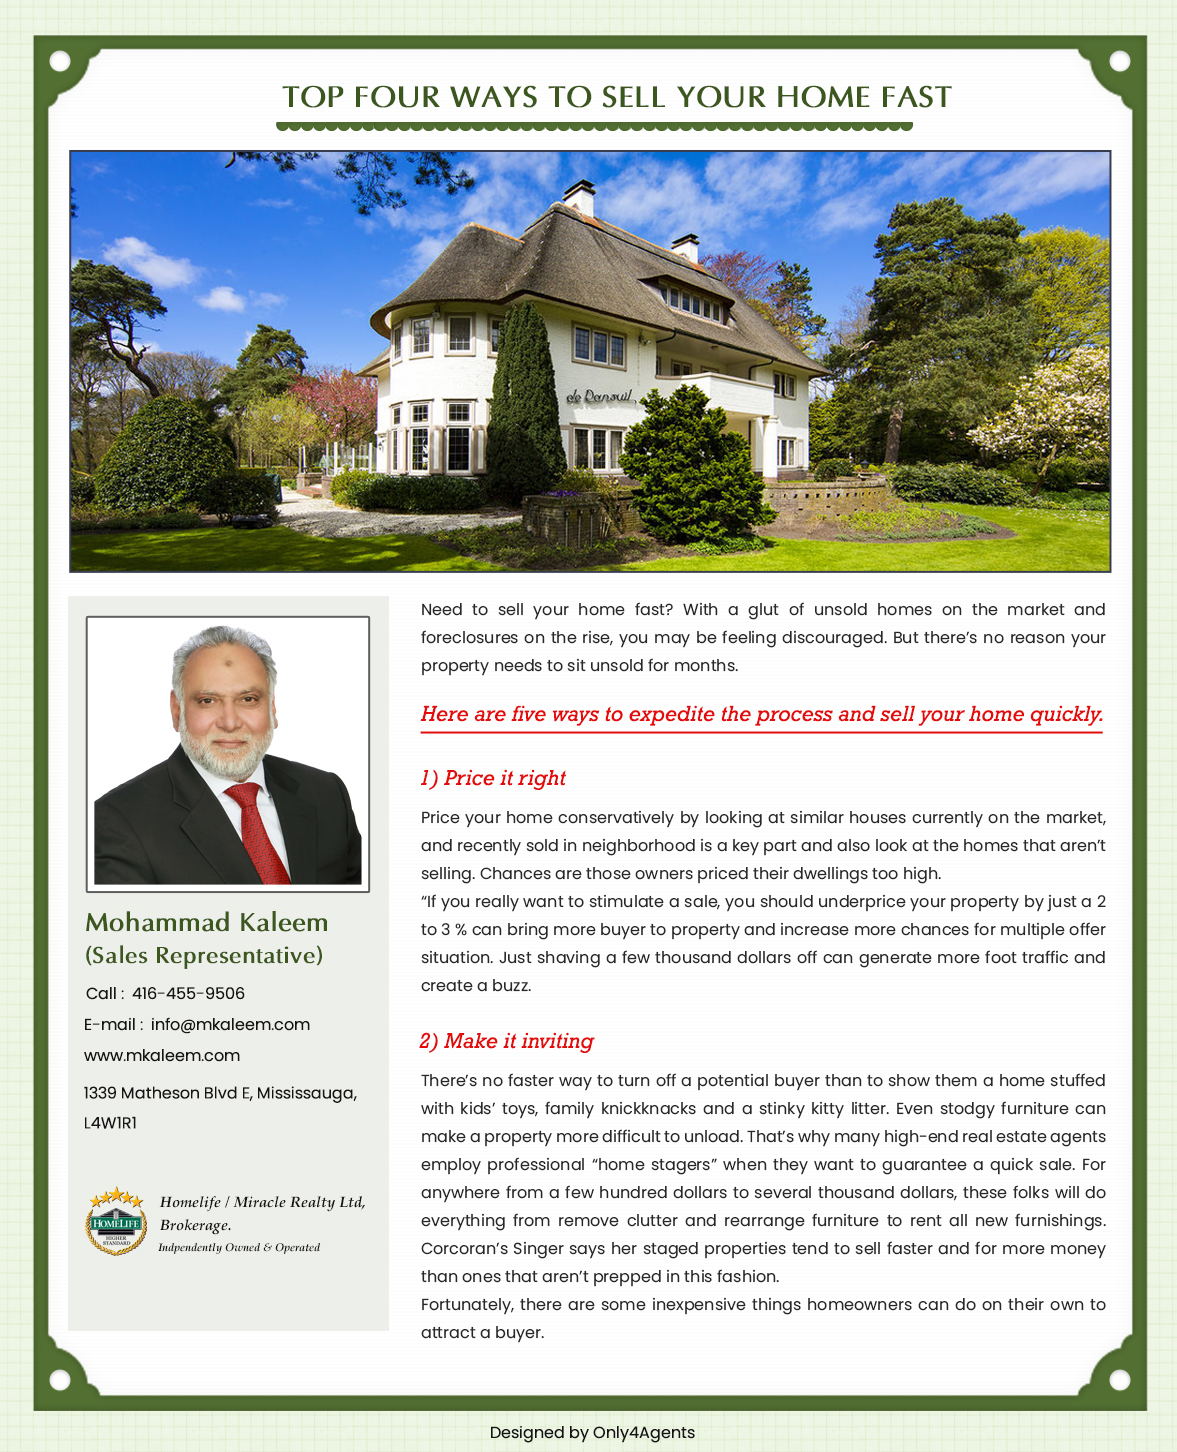 TOP FOUR WAYS TO SELL YOUR HOME FAST
Need to sell your home fast? With a glut of unsold homes on the market and
foreclosures on the rise, you may be feeling discouraged. But there's no reason your
property needs to sit unsold for months.
Here are five ways to expedite the process and sell your home quickly.
1) Price it right
Price your home conservatively by looking at similar houses currently on the market,
and recently sold in neighborhood is a key part and also look at the homes that aren't
selling. Chances are those owners priced their dwellings too high.
“If you really want to stimulate a sale, you should underprice your property by just a 2
to 3 % can bring more buyer to property and increase more chances for multiple offer
situation. Just shaving a few thousand dollars off can generate more foot traffic and
create a buzz.
2) Make it inviting
There's no faster way to turn off a potential buyer than to show them a home stuffed
with kids' toys, family knickknacks and a stinky kitty litter. Even stodgy furniture can
make a property more difficult to unload. That's why many high-end real estate agents
employ professional “home stagers” when they want to guarantee a quick sale. For
anywhere from a few hundred dollars to several thousand dollars, these folks will do
everything from remove clutter and rearrange furniture to rent all new furnishings.
Corcoran's Singer says her staged properties tend to sell faster and for more money
than ones that aren't prepped in this fashion.
Fortunately, there are some inexpensive things homeowners can do on their own to
attract a buyer.
Mohammad Kaleem
(Sales Representative)
Call : 416-455-9506
E-mail : info@mkaleem.com
www.mkaleem.com
1339 Matheson Blvd E, Mississauga,
L4W1R1
HOMELIFE
HIGHER
STANDARD
Homelife / Miracle Realty Ltd,
Brokerage.
Indpendently Owned & Operated
Designed by Only4Agents